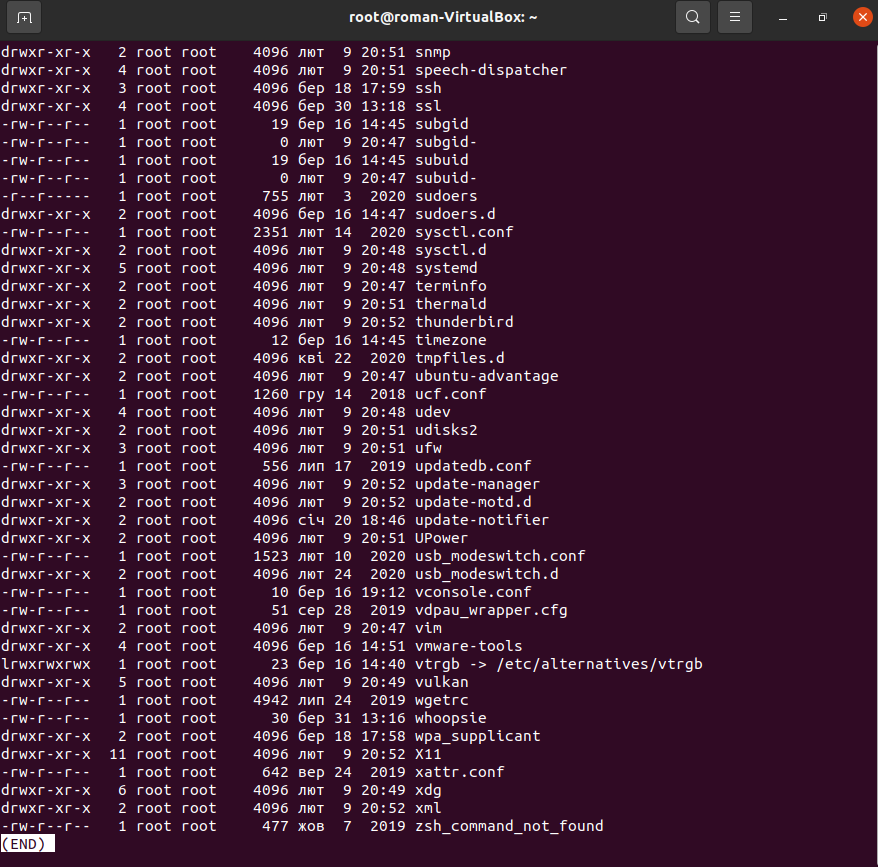 root@roman-VirtualBox: ~
drwxr-xr-x   2 root root    4096 лют  9 20:51 snmp
drwxr-xr-x   4 root root    4096 лют  9 20:51 speech-dispatcher
drwxr-xr-x   3 root root    4096 бер 18 17:59 ssh
drwxr-xr-x   4 root root    4096 бер 30 13:18 ssl
-rw-r--r--   1 root root      19 бер 16 14:45 subgid
-rw-r--r--   1 root root       0 лют  9 20:47 subgid-
-rw-r--r--   1 root root      19 бер 16 14:45 subuid
-rw-r--r--   1 root root       0 лют  9 20:47 subuid-
-r--r-----   1 root root     755 лют  3  2020 sudoers
drwxr-xr-x   2 root root    4096 бер 16 14:47 sudoers.d
-rw-r--r--   1 root root    2351 лют 14  2020 sysctl.conf
drwxr-xr-x   2 root root    4096 лют  9 20:48 sysctl.d
drwxr-xr-x   5 root root    4096 лют  9 20:48 systemd
drwxr-xr-x   2 root root    4096 лют  9 20:47 terminfo
drwxr-xr-x   2 root root    4096 лют  9 20:51 thermald
drwxr-xr-x   2 root root    4096 лют  9 20:52 thunderbird
-rw-r--r--   1 root root      12 бер 16 14:45 timezone
drwxr-xr-x   2 root root    4096 кві 22  2020 tmpfiles.d
drwxr-xr-x   2 root root    4096 лют  9 20:47 ubuntu-advantage
-rw-r--r--   1 root root    1260 гру 14  2018 ucf.conf
drwxr-xr-x   4 root root    4096 лют  9 20:48 udev
drwxr-xr-x   2 root root    4096 лют  9 20:51 udisks2
drwxr-xr-x   3 root root    4096 лют  9 20:51 ufw
-rw-r--r--   1 root root     556 лип 17  2019 updatedb.conf
drwxr-xr-x   3 root root    4096 лют  9 20:52 update-manager
drwxr-xr-x   2 root root    4096 лют  9 20:52 update-motd.d
drwxr-xr-x   2 root root    4096 січ 20 18:46 update-notifier
drwxr-xr-x   2 root root    4096 лют  9 20:51 UPower
-rw-r--r--   1 root root    1523 лют 10  2020 usb_modeswitch.conf
drwxr-xr-x   2 root root    4096 лют 24  2020 usb_modeswitch.d
-rw-r--r--   1 root root      10 бер 16 19:12 vconsole.conf
-rw-r--r--   1 root root      51 сер 28  2019 vdpau_wrapper.cfg
drwxr-xr-x   2 root root    4096 лют  9 20:47 vim
drwxr-xr-x   4 root root    4096 бер 16 14:51 vmware-tools
lrwxrwxrwx   1 root root      23 бер 16 14:40 vtrgb -> /etc/alternatives/vtrgb
drwxr-xr-x   5 root root    4096 лют  9 20:49 vulkan
-rw-r--r--   1 root root    4942 лип 24  2019 wgetrc
-rw-r--r--   1 root root      30 бер 31 13:16 whoopsie
drwxr-xr-x   2 root root    4096 бер 18 17:58 wpa_supplicant
drwxr-xr-x  11 root root    4096 лют  9 20:52 X11
-rw-r--r--   1 root root     642 вер 24  2019 xattr.conf
drwxr-xr-x   6 root root    4096 лют  9 20:49 xdg
drwxr-xr-x   2 root root    4096 лют  9 20:52 xml
-rw-r--r--   1 root root     477 жов  7  2019 zsh_command_not_found
(END)